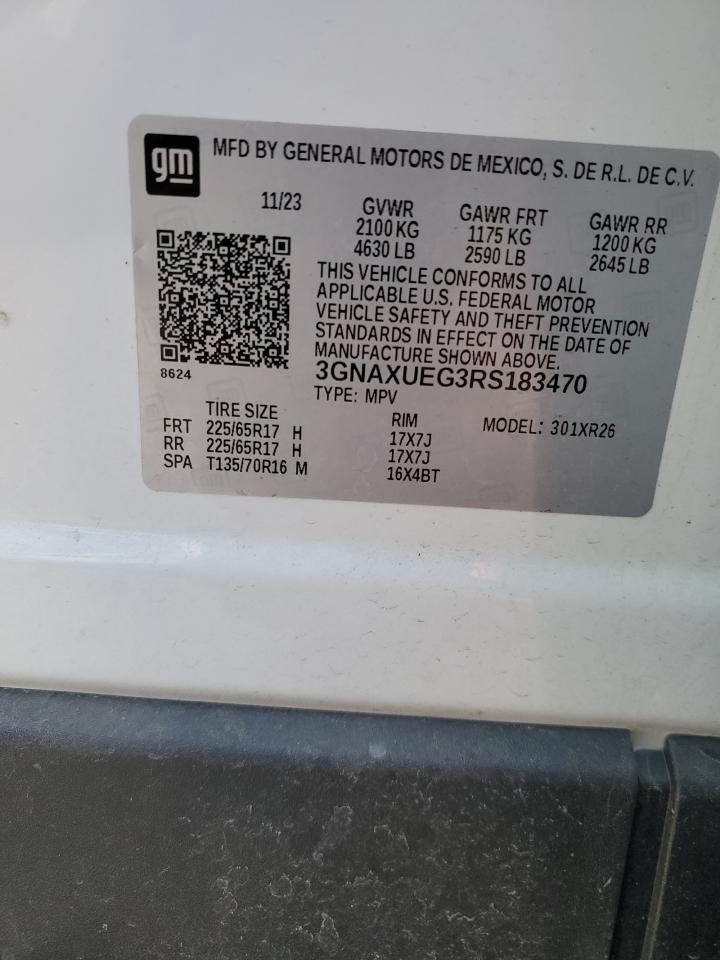 gm MFD BY GENERAL MOTORS DE MEXICO, S. DE R.L. DE C.V.
11/23 GVWR GAWR FRT GAWR RR
2100 KG 1175 KG 1200 KG
4630 LB 2590 LB 2645 LB
THIS VEHICLE CONFORMS TO ALL
APPLICABLE U.S. FEDERAL MOTOR
VEHICLE SAFETY AND THEFT PREVENTION
STANDARDS IN EFFECT ON THE DATE OF
MANUFACTURE SHOWN ABOVE.
8624 3GNAXUEG3RS183470
TYPE: MPV
TIRE SIZE RIM MODEL: 301XR26
FRT 225/65R17 H 17X7J
RR 225/65R17 H 17X7J
SPA T135/70R16 M 16X4BT